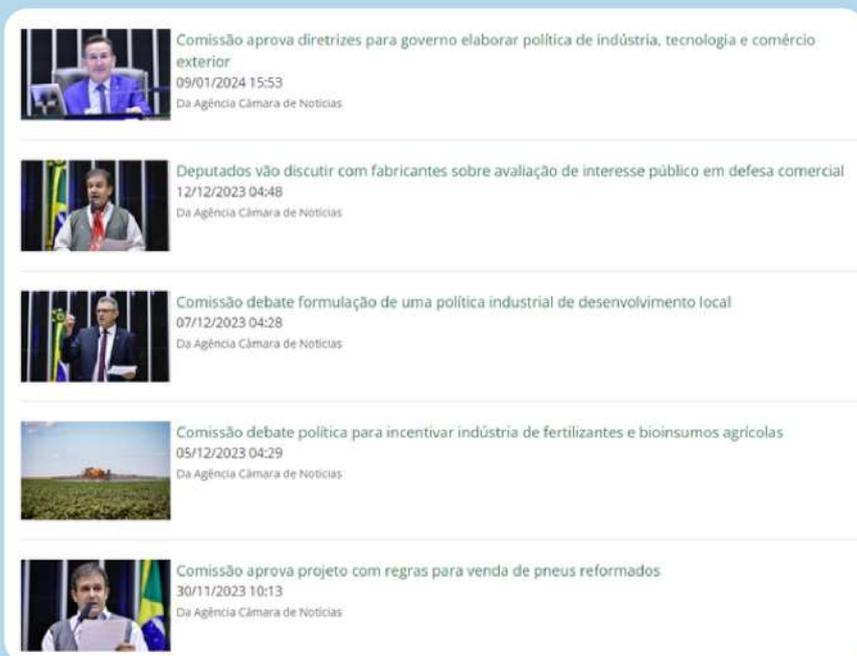 Comissão aprova diretrizes para governo elaborar política de indústria, tecnologia e comércio
exterior
09/01/2024 15:53
Da Agência Câmara de Notícias
Deputados vão discutir com fabricantes sobre avaliação de interesse público em defesa comercial
12/12/2023 04:48
Da Agência Câmara de Notícias
Comissão debate formulação de uma política industrial de desenvolvimento local
07/12/2023 04:28
Da Agência Câmara de Notícias
Comissão debate política para incentivar indústria de fertilizantes e bioinsumos agrícolas
05/12/2023 04:29
Da Agência Câmara de Notícias
Comissão aprova projeto com regras para venda de pneus reformados
30/11/2023 10:13
Da Agência Câmara de Notícias